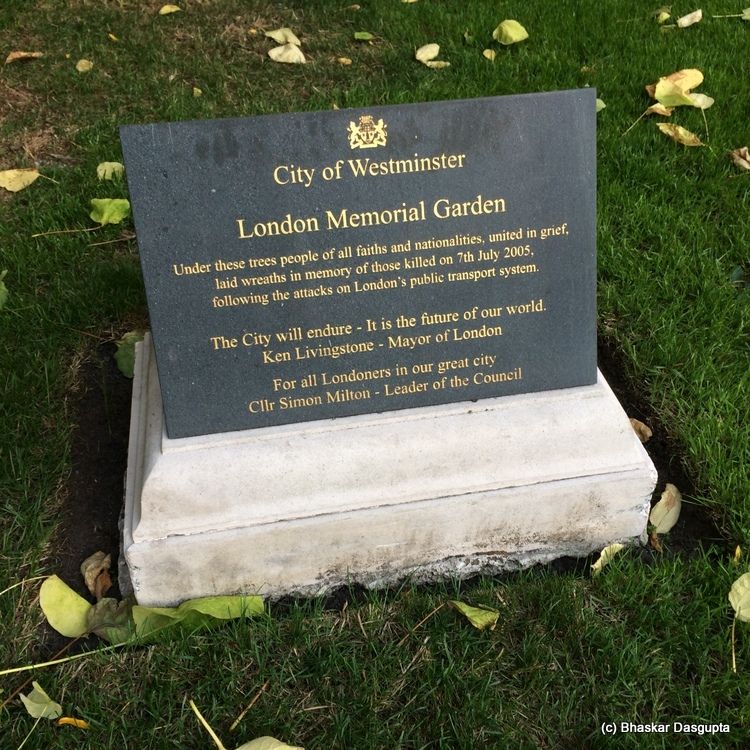 City of Westminster
London Memorial Garden
Under these trees people of all faiths and nationalities, united in grief,
laid wreaths in memory of those killed on 7th July 2005,
following the attacks on London's public transport system.
The City will endure - It is the future of our world.
Ken Livingstone - Mayor of London
For all Londoners in our great city
Cllr Simon Milton - Leader of the Council
(c) Bhaskar Dasgupta